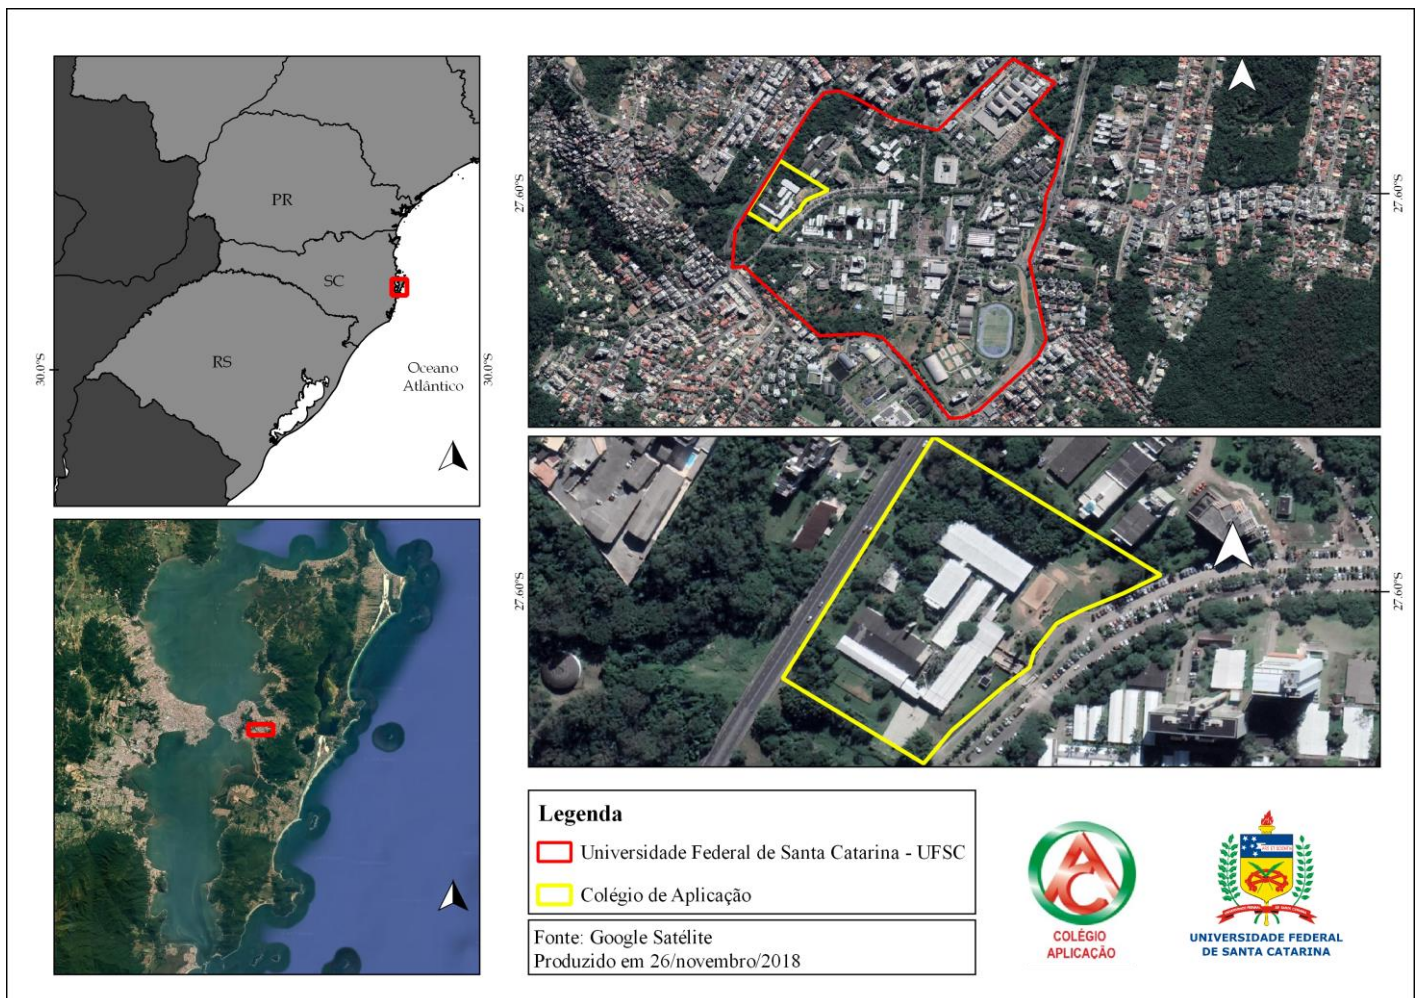 PR
SC
RS
Oceano
Atlântico
30.0°S
30.0°S
27.60°S
27.60°S
27.60°S
27.60°S
Legenda
Universidade Federal de Santa Catarina - UFSC
Colégio de Aplicação
Fonte: Google Satélite
Produzido em 26/novembro/2018
COLÉGIO
APLICAÇÃO
UNIVERSIDADE FEDERAL
DE SANTA CATARINA